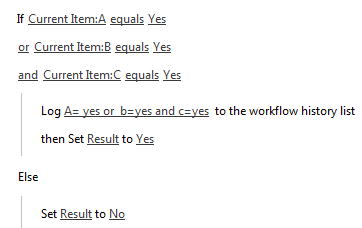 If Current Item:A equals Yes
or Current Item:B equals Yes
and Current Item:C equals Yes
Log A= yes or b=yes and c=yes to the workflow history list
then Set Result to Yes
Else
Set Result to No